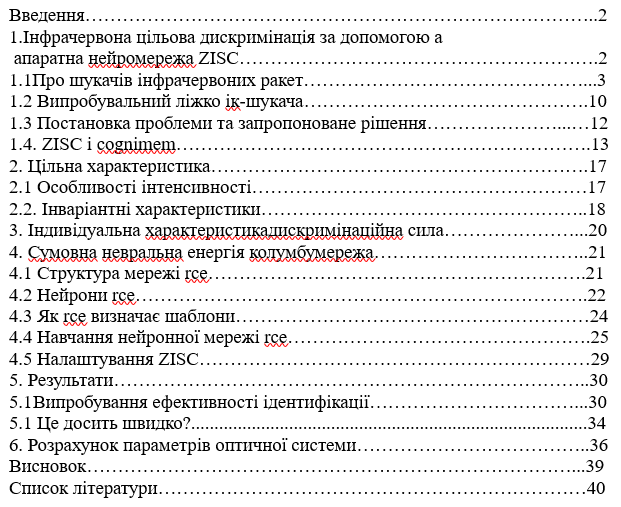 Введення…………………………………………………………………..2
1.Інфрачервона цільова дискримінація за допомогою а
апаратна нейромережа ZISC…………………………………………….2
1.1Про шукачів інфрачервоних ракет…………………………………...3
1.2 Випробувальний ліжко ік-шукача……………………………………10
1.3 Постановка проблеми та запропоноване рішення………………...…12
1.4. ZISC і cognimem………………………………………………………13
2. Цільна характеристика…………………………………………………17
2.1 Особливості інтенсивності……………………………………………17
2.2. Інваріантні характеристики…………………………………………..18
3. Індивідуальна характеристикадискримінаційна сила…………………20
4. Сумовна невральна енергія колумбумережа…………………………21
4.1 Структура мережі rce…………………………………………………21
4.2 Нейрони rce……………………………………………………………22
4.3 Як rce визначає шаблони………………………………………………24
4.4 Навчання нейронної мережі rce………………………………………25
4.5 Налаштування ZISC……………………………………………………29
5. Результати………………………………………………………………..30
5.1Випробування ефективності ідентифікації…………………………...30
5.1 Це досить швидко?..............................................................................34
6. Розрахунок параметрів оптичної системи……………………………..36
Висновок…………………………………………………………………..39
Список літератури…………………………………………………………40